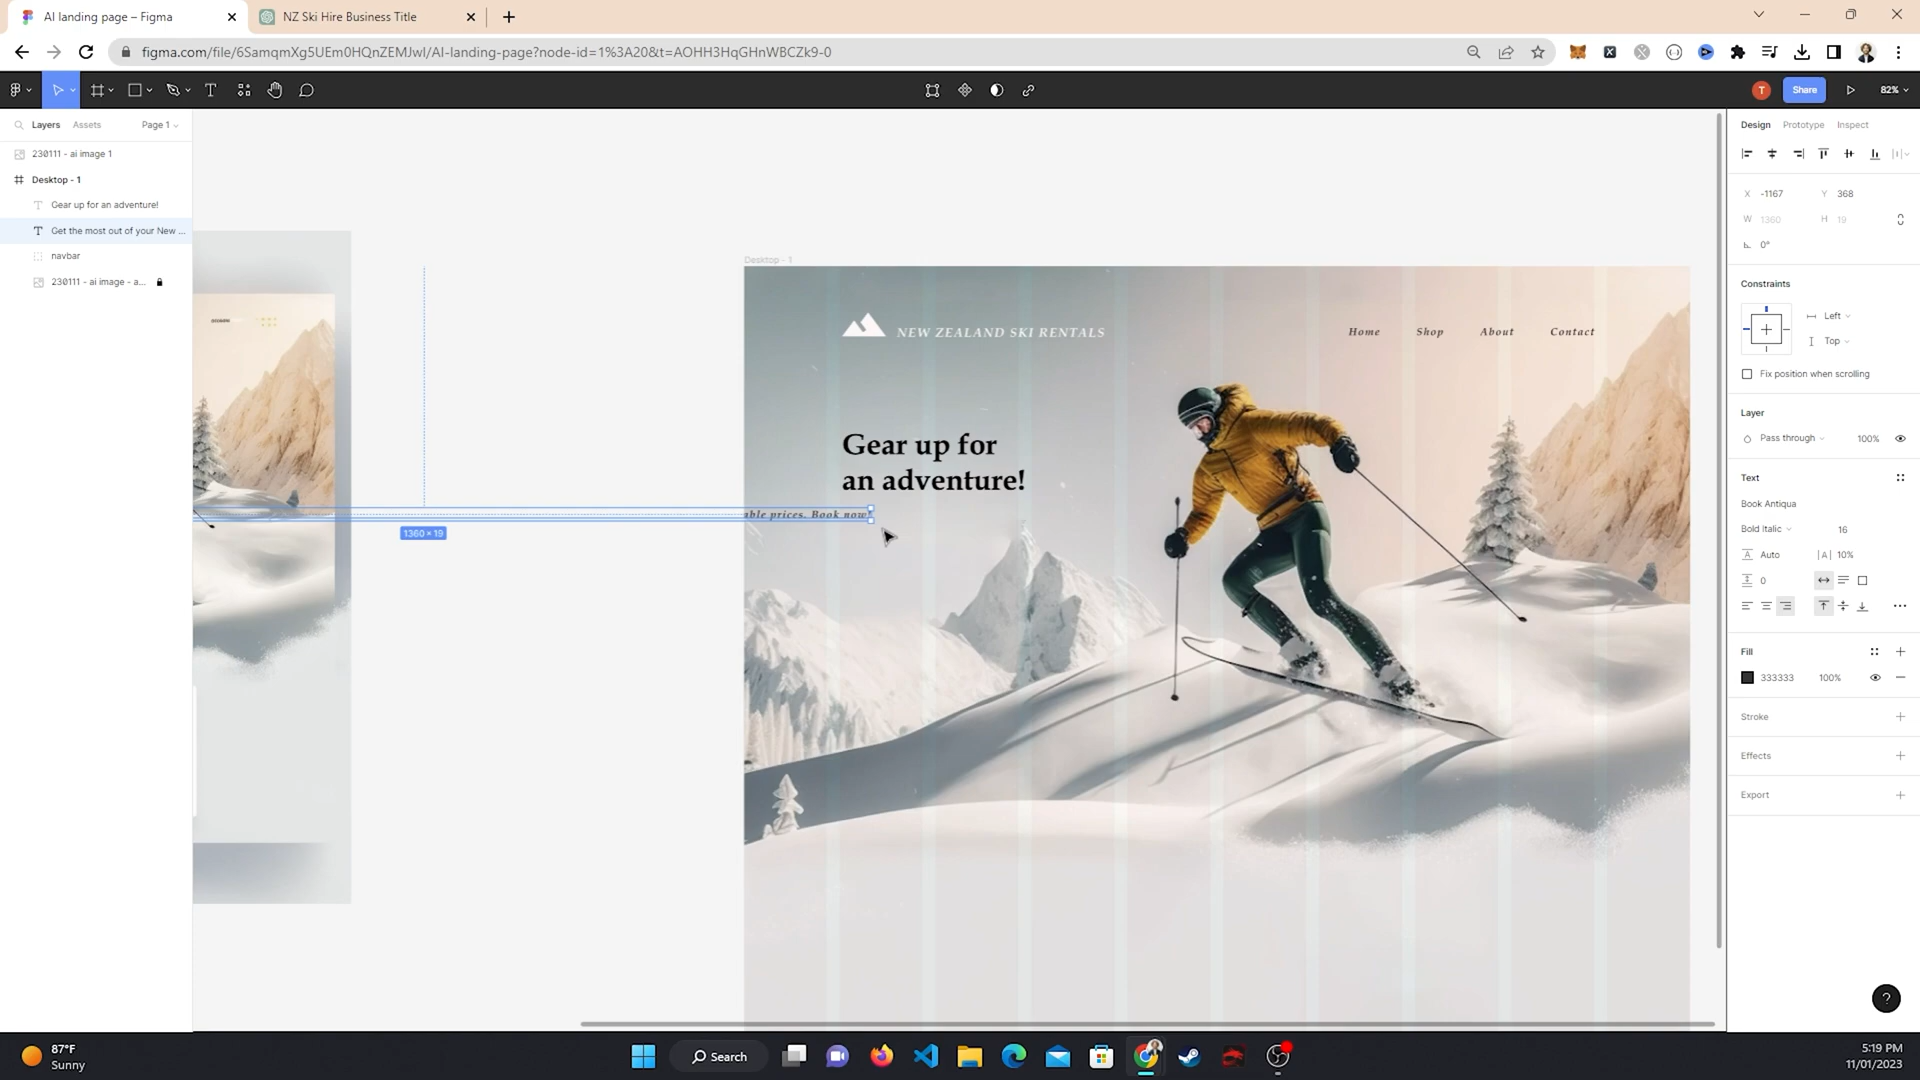 AI landing page – Figma
NZ Ski Hire Business Title
figma.com/file/6SamqmXg5UEm0HQnZEMJwI/AI-landing-page?node-id=1%3A20&t=AOHH3HqGHnWBCZk9-0
T
Share
82%
Layers
Assets
Page 1
230111 - ai image 1
Desktop - 1
Gear up for an adventure!
Get the most out of your New ...
navbar
230111 - ai image - a...
Desktop - 1
NEW ZEALAND SKI RENTALS
Home
Shop
About
Contact
Gear up for
an adventure!
able prices. Book now!
1360 × 19
Design
Prototype
Inspect
X -1167
Y 368
W 1360
H 19
0°
Constraints
Left
Top
Fix position when scrolling
Layer
Pass through
100%
Text
Book Antiqua
Bold Italic
16
Auto
10%
0
Fill
333333
100%
Stroke
Effects
Export
?
87°F
Sunny
Search
5:19 PM
11/01/2023